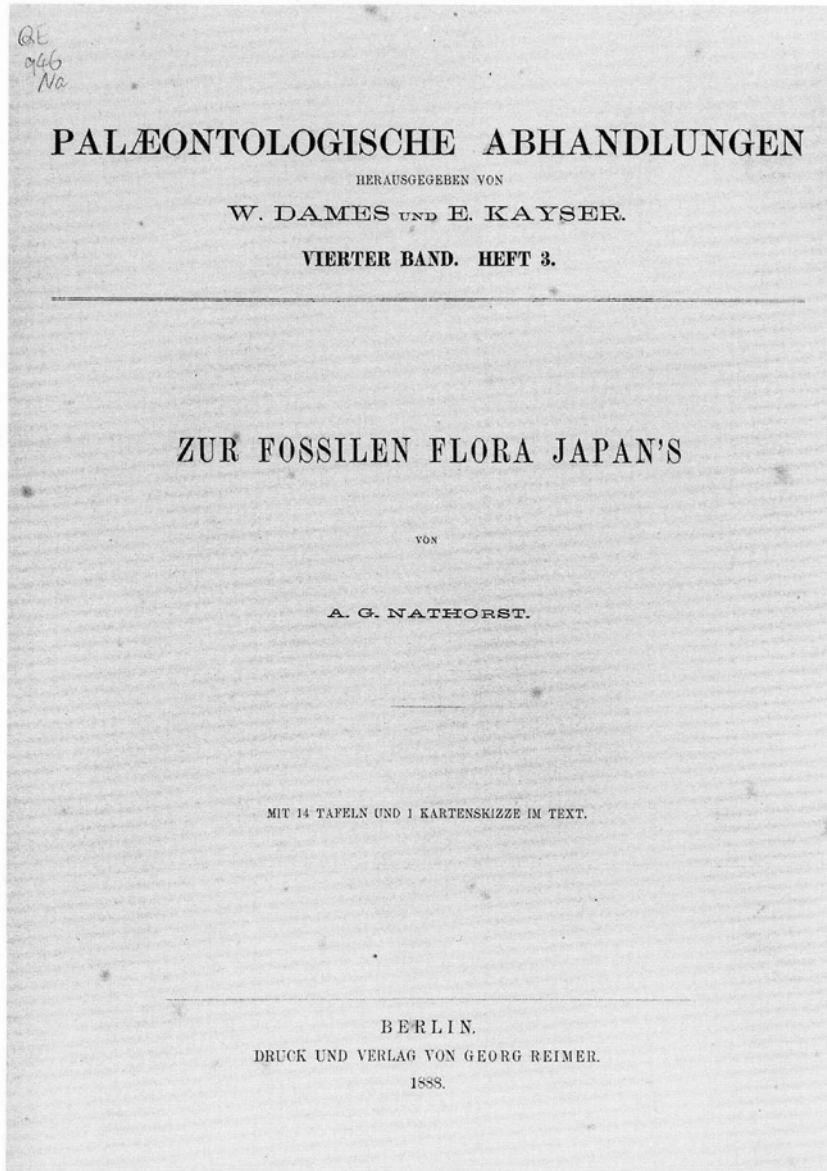 QE
946
Na
PALÆONTOLOGISCHE ABHANDLUNGEN
HERAUSGEGEBEN VON
W. DAMES UND E. KAYSER.
VIERTER BAND. HEFT 3.
ZUR FOSSILEN FLORA JAPAN'S
VON
A. G. NATHORST.
MIT 14 TAFELN UND 1 KARTENSKIZZE IM TEXT.
BERLIN.
DRUCK UND VERLAG VON GEORG REIMER.
1888.